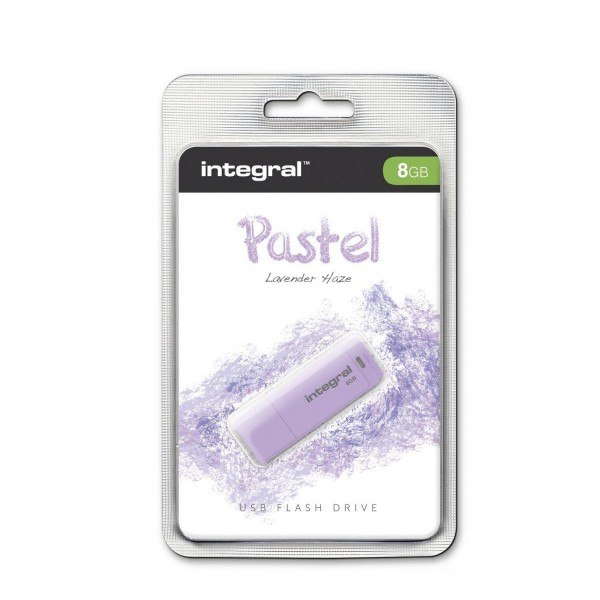 integral™
8GB
Pastel
Lavender Haze
integral
8GB
USB FLASH DRIVE